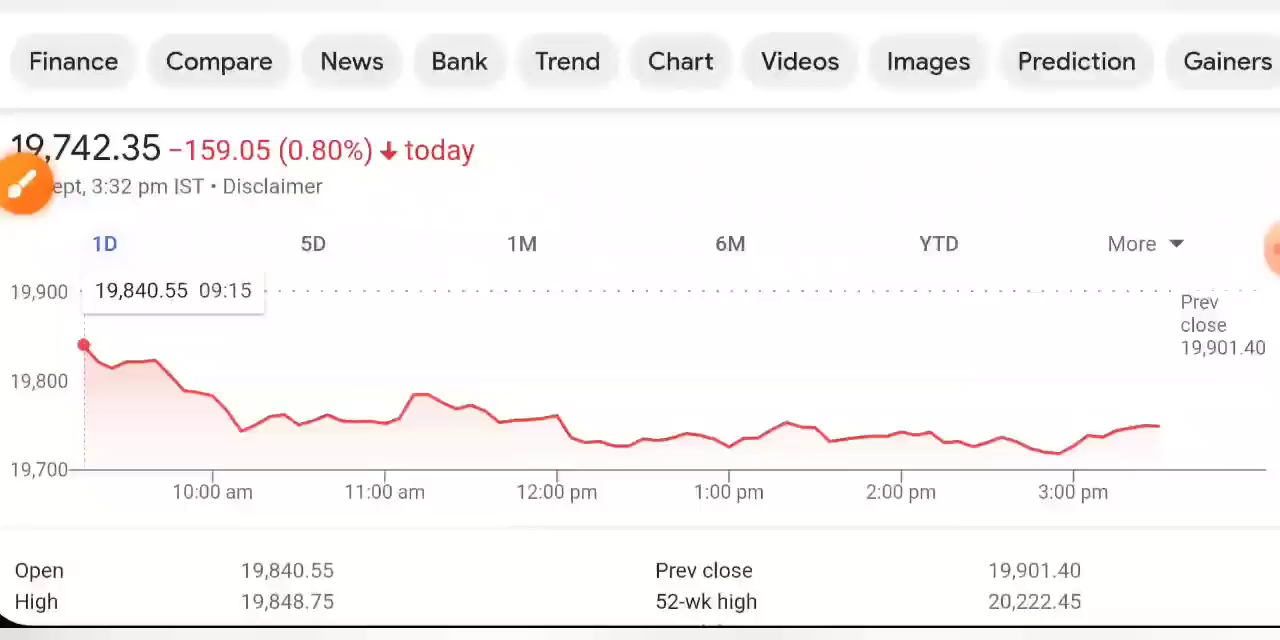 Finance Compare News Bank Trend Chart Videos Images Prediction Gainers
19,742.35 −159.05 (0.80%) ↓ today
ept, 3:32 pm IST • Disclaimer
1D 5D 1M 6M YTD More
19,840.55 09:15
19,900
Prev
close
19,901.40
19,800
19,700
10:00 am 11:00 am 12:00 pm 1:00 pm 2:00 pm 3:00 pm
Open 19,840.55 Prev close 19,901.40
High 19,848.75 52-wk high 20,222.45